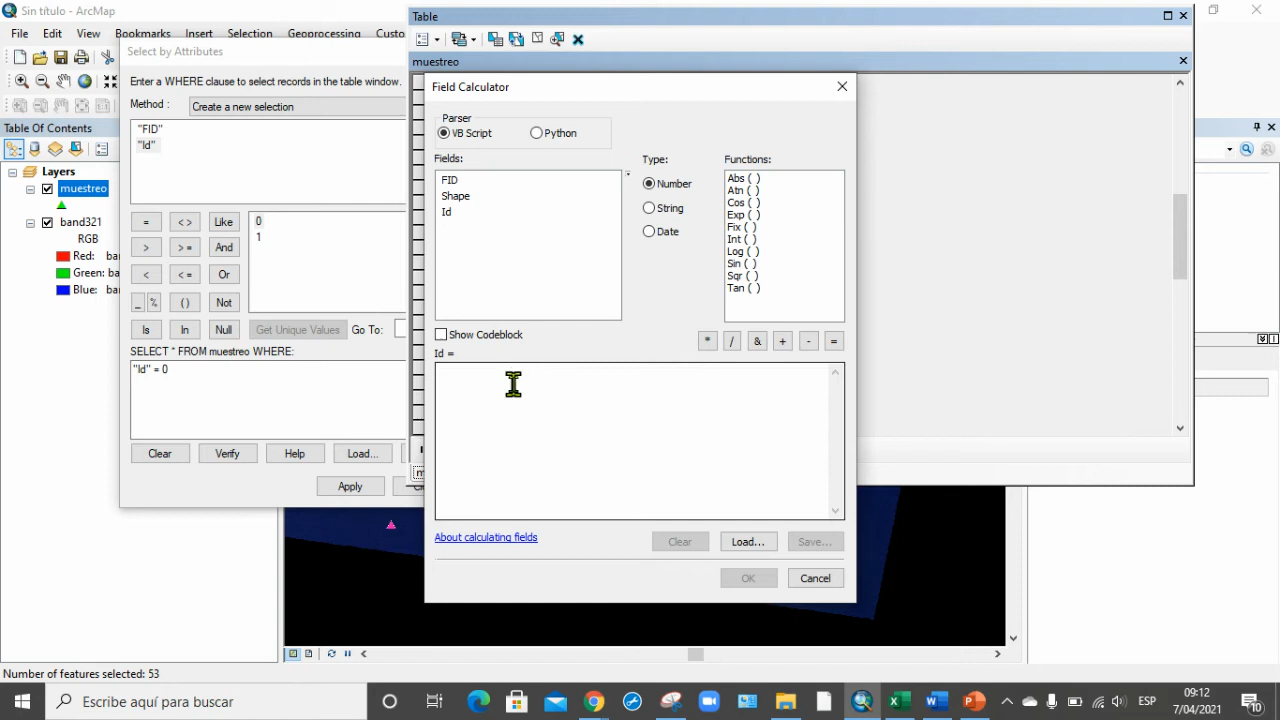 Sin título - ArcMap
File Edit View Bookmarks Insert Selection Geoprocessing Custo
Table Of Contents
Layers
muestreo
band321
RGB
Red: bar
Green: ba
Blue: bar
Select by Attributes
Enter a WHERE clause to select records in the table window.
Method : Create a new selection
"FID"
"Id"
= < > Like
> > = And
< < = Or
_ % ( ) Not
Is In Null
0
1
Get Unique Values Go To:
SELECT * FROM muestreo WHERE:
"Id" = 0
Clear Verify Help Load...
Apply
Table
muestreo
Field Calculator
Parser
VB Script Python
Fields:
FID
Shape
Id
Type:
Number
String
Date
Functions:
Abs ( )
Atn ( )
Cos ( )
Exp ( )
Fix ( )
Int ( )
Log ( )
Sin ( )
Sqr ( )
Tan ( )
Show Codeblock
* / & + - =
Id =
About calculating fields
Clear Load... Save...
OK Cancel
Number of features selected: 53
Escribe aquí para buscar
ESP
09:12
7/04/2021
10